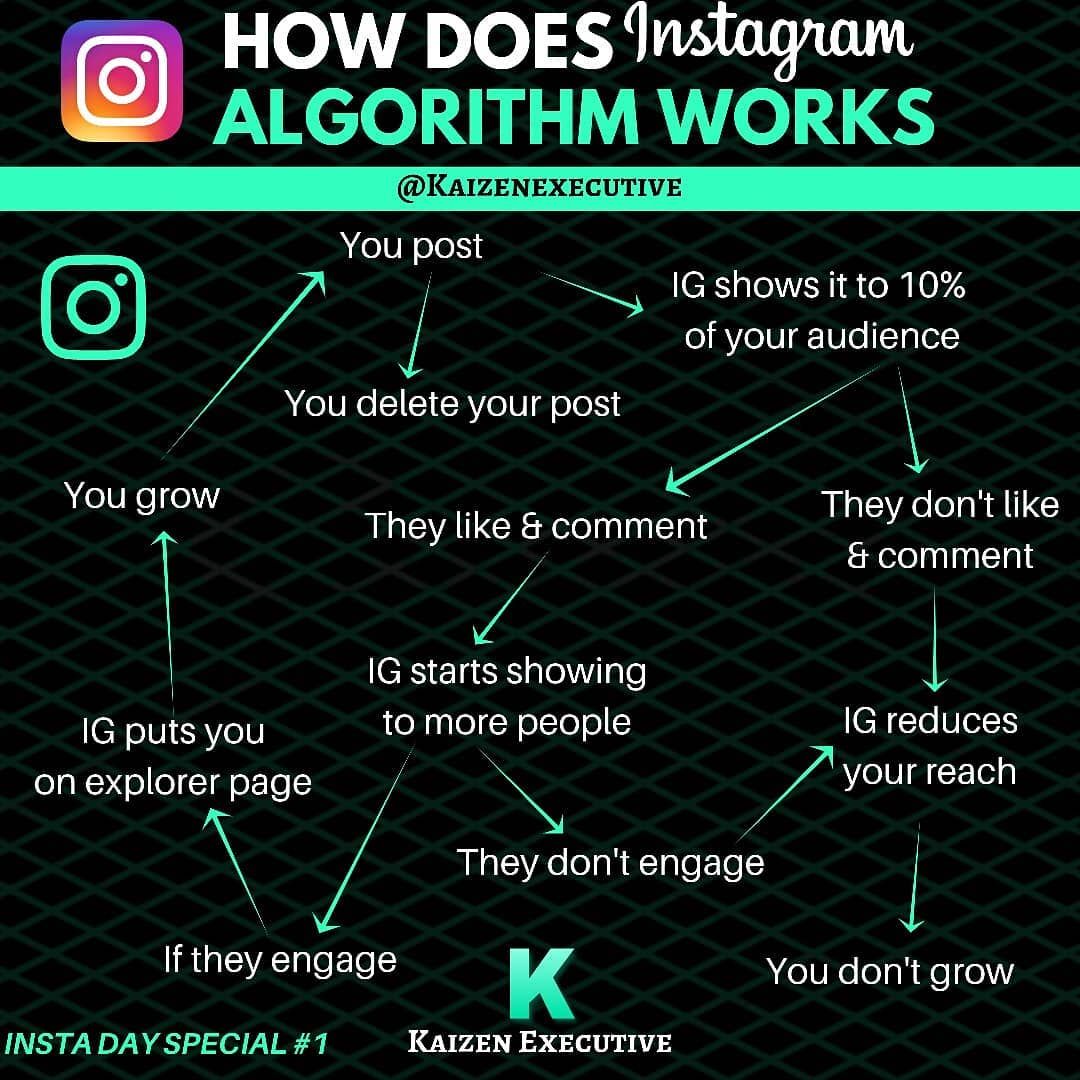 HOW DOES Instagram
ALGORITHM WORKS
@KAIZENEXECUTIVE
You post
IG shows it to 10%
of your audience
You delete your post
You grow
They like & comment
They don't like
& comment
IG starts showing
to more people
IG puts you
on explorer page
IG reduces
your reach
They don't engage
If they engage
You don't grow
K
KAIZEN EXECUTIVE
INSTA DAY SPECIAL #1